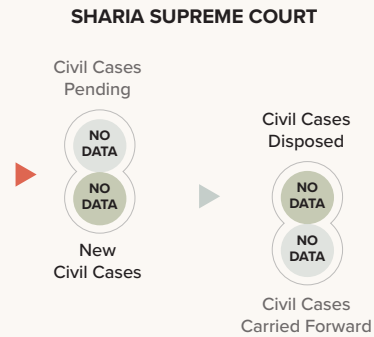 SHARIA SUPREME COURT
Civil Cases
Pending
NO
DATA
NO
DATA
New
Civil Cases
Civil Cases
Disposed
NO
DATA
NO
DATA
Civil Cases
Carried Forward